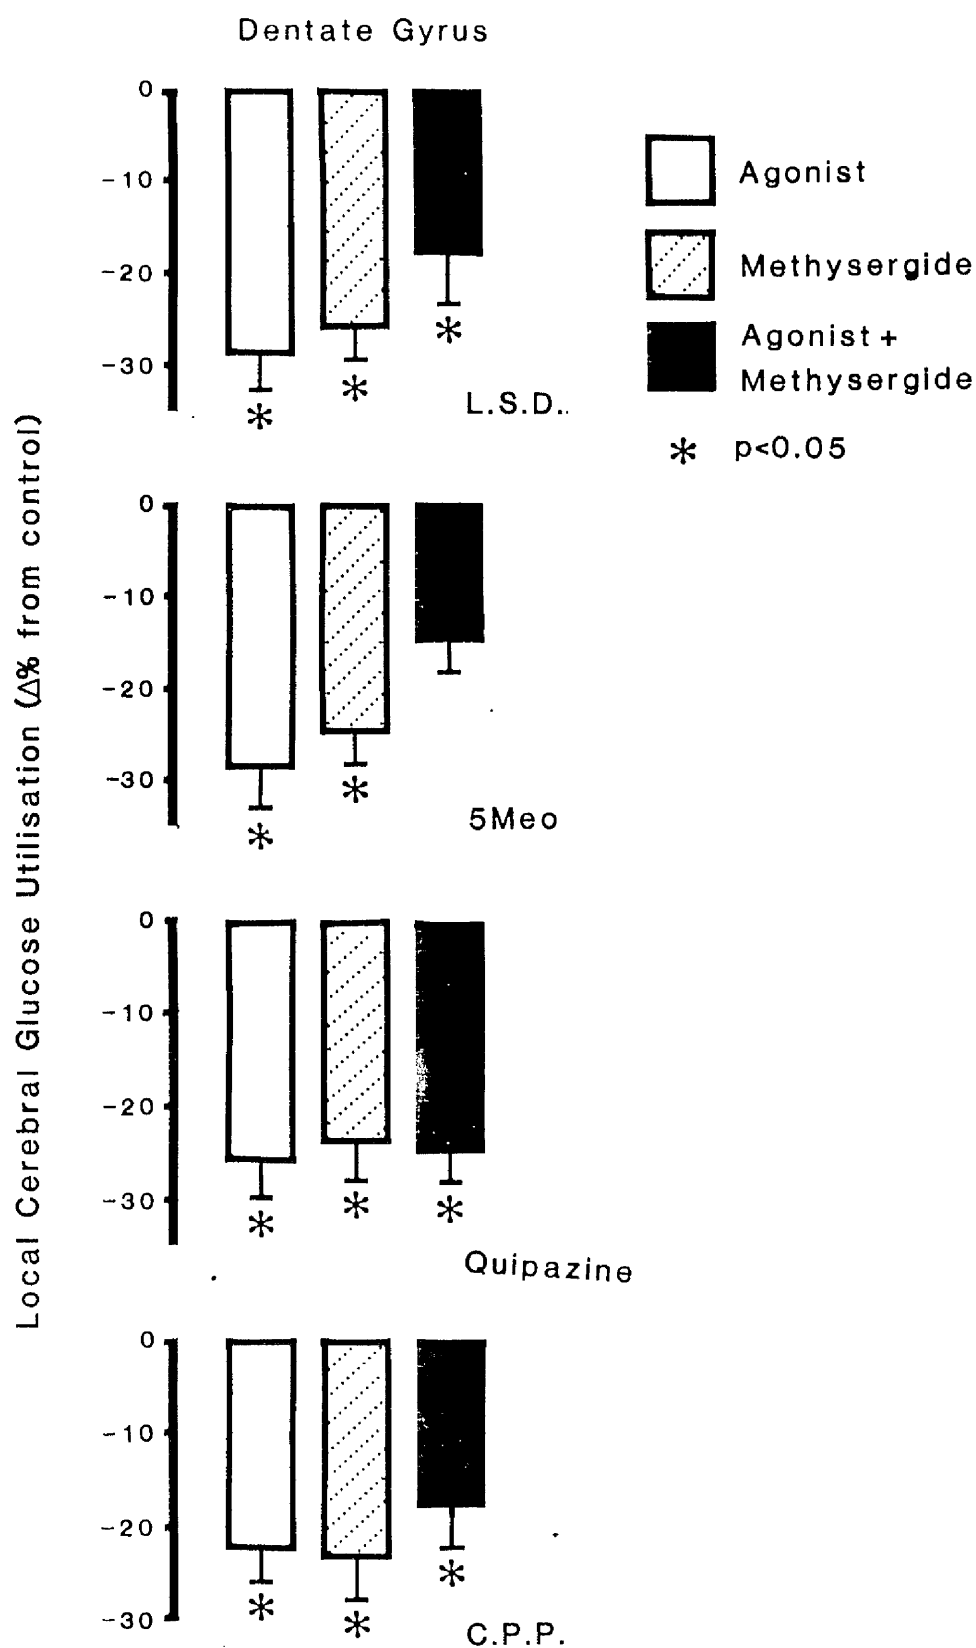 Dentate Gyrus
Local Cerebral Glucose Utilisation (Δ% from control)
0
-10
-20
-30
L.S.D.
Agonist
Methysergide
Agonist +
Methysergide
* p<0.05
0
-10
-20
-30
5Meo
0
-10
-20
-30
Quipazine
0
-10
-20
-30
C.P.P.